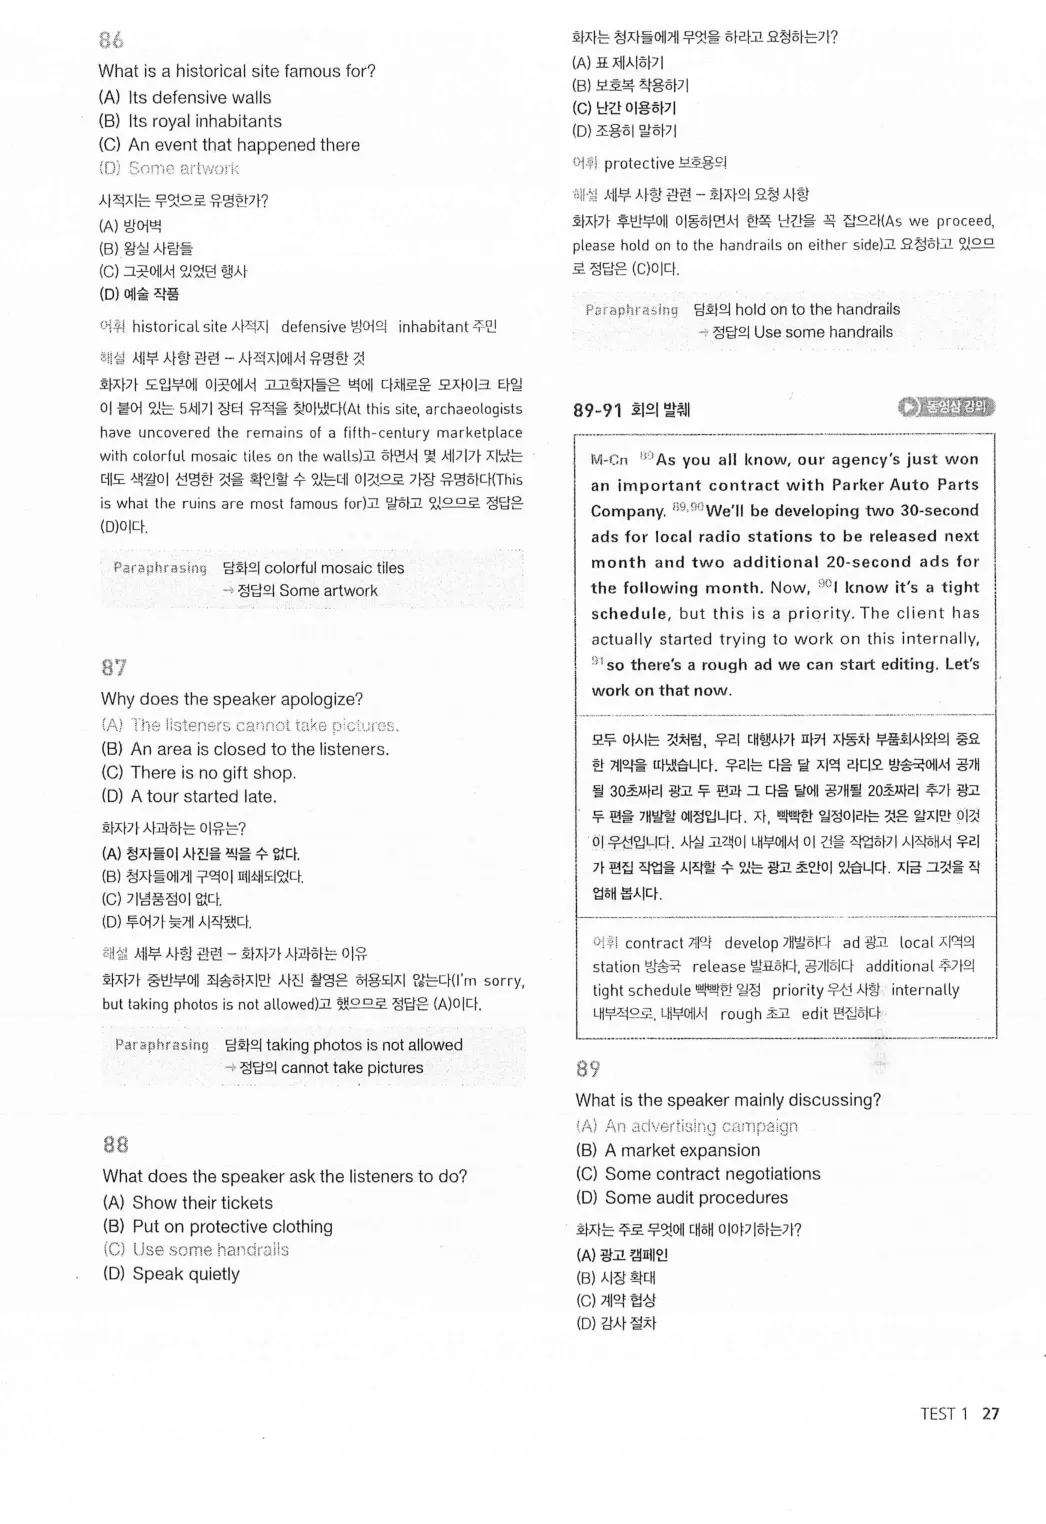 86
What is a historical site famous for?
(A) Its defensive walls
(B) Its royal inhabitants
(C) An event that happened there
(D) Some artwork
사적지는 무엇으로 유명한가?
(A) 방어벽
(B) 왕실 사람들
(C) 그곳에서 있었던 행사
(D) 예술 작품
어휘 historical site 사적지 defensive 방어의 inhabitant 주민
해설 세부 사항 관련 – 사적지에서 유명한 것
화자가 도입부에 이곳에서 고고학자들은 벽에 다채로운 모자이크 타일
이 붙어 있는 5세기 장터 유적을 찾아냈다(At this site, archaeologists
have uncovered the remains of a fifth-century marketplace
with colorful mosaic tiles on the walls)고 하면서 몇 세기가 지났는
데도 색깔이 선명한 것을 확인할 수 있는데 이것으로 가장 유명하다(This
is what the ruins are most famous for)고 말하고 있으므로 정답은
(D)이다.
Paraphrasing 담화의 colorful mosaic tiles
→ 정답의 Some artwork
87
Why does the speaker apologize?
(A) The listeners cannot take pictures.
(B) An area is closed to the listeners.
(C) There is no gift shop.
(D) A tour started late.
화자가 사과하는 이유는?
(A) 청자들이 사진을 찍을 수 없다.
(B) 청자들에게 구역이 폐쇄되었다.
(C) 기념품점이 없다.
(D) 투어가 늦게 시작됐다.
해설 세부 사항 관련 – 화자가 사과하는 이유
화자가 중반부에 죄송하지만 사진 촬영은 허용되지 않는다(I'm sorry,
but taking photos is not allowed)고 했으므로 정답은 (A)이다.
Paraphrasing 담화의 taking photos is not allowed
→ 정답의 cannot take pictures
88
What does the speaker ask the listeners to do?
(A) Show their tickets
(B) Put on protective clothing
(C) Use some handrails
(D) Speak quietly
화자는 청자들에게 무엇을 하라고 요청하는가?
(A) 표 제시하기
(B) 보호복 착용하기
(C) 난간 이용하기
(D) 조용히 말하기
어휘 protective 보호용의
해설 세부 사항 관련 – 화자의 요청 사항
화자가 후반부에 이동하면서 한쪽 난간을 꼭 잡으라(As we proceed,
please hold on to the handrails on either side)고 요청하고 있으므
로 정답은 (C)이다.
Paraphrasing 담화의 hold on to the handrails
→ 정답의 Use some handrails
89-91 회의 발췌 동영상 강의
M-Cn 89As you all know, our agency's just won
an important contract with Parker Auto Parts
Company. 89,90We'll be developing two 30-second
ads for local radio stations to be released next
month and two additional 20-second ads for
the following month. Now, 90I know it's a tight
schedule, but this is a priority. The client has
actually started trying to work on this internally,
91so there's a rough ad we can start editing. Let's
work on that now.
모두 아시는 것처럼, 우리 대행사가 파커 자동차 부품회사와의 중요
한 계약을 따냈습니다. 우리는 다음 달 지역 라디오 방송국에서 공개
될 30초짜리 광고 두 편과 그 다음 달에 공개될 20초짜리 추가 광고
두 편을 개발할 예정입니다. 자, 빡빡한 일정이라는 것은 알지만 이것
이 우선입니다. 사실 고객이 내부에서 이 건을 작업하기 시작해서 우리
가 편집 작업을 시작할 수 있는 광고 초안이 있습니다. 지금 그것을 작
업해 봅시다.
어휘 contract 계약 develop 개발하다 ad 광고 local 지역의
station 방송국 release 발표하다, 공개하다 additional 추가의
tight schedule 빡빡한 일정 priority 우선 사항 internally
내부적으로, 내부에서 rough 초고 edit 편집하다
89
What is the speaker mainly discussing?
(A) An advertising campaign
(B) A market expansion
(C) Some contract negotiations
(D) Some audit procedures
화자는 주로 무엇에 대해 이야기하는가?
(A) 광고 캠페인
(B) 시장 확대
(C) 계약 협상
(D) 감사 절차
TEST 1 27